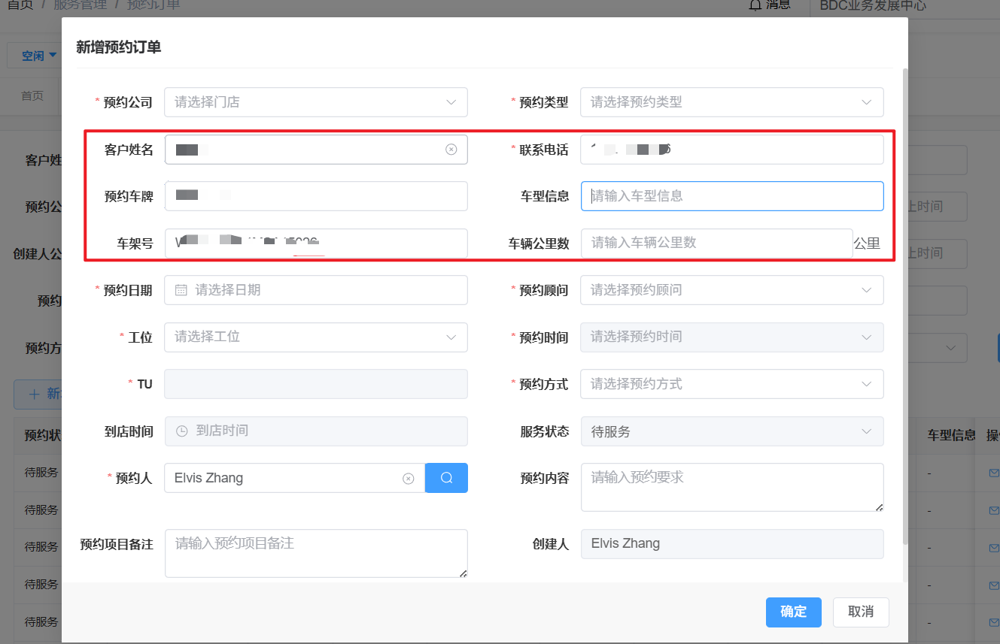 首页 / 服务管理 / 预约订单
消息
BDC业务发展中心
空闲
首页
新增预约订单
* 预约公司 请选择门店
* 预约类型 请选择预约类型
客户姓名
* 联系电话
预约车牌
车型信息 请输入车型信息
车架号
车辆公里数 请输入车辆公里数 公里
* 预约日期 请选择日期
* 预约顾问 请选择预约顾问
* 工位 请选择工位
* 预约时间 请选择预约时间
* TU
* 预约方式 请选择预约方式
到店时间 到店时间
服务状态 待服务
* 预约人 Elvis Zhang
预约内容 请输入预约要求
预约项目备注 请输入预约项目备注
创建人 Elvis Zhang
确定 取消
客户姓
预约公
止时间
创建人公
止时间
预约
预约方
+ 新
预约状
车型信息
待服务 -
待服务 -
待服务 -
待服务 -
待服务 -